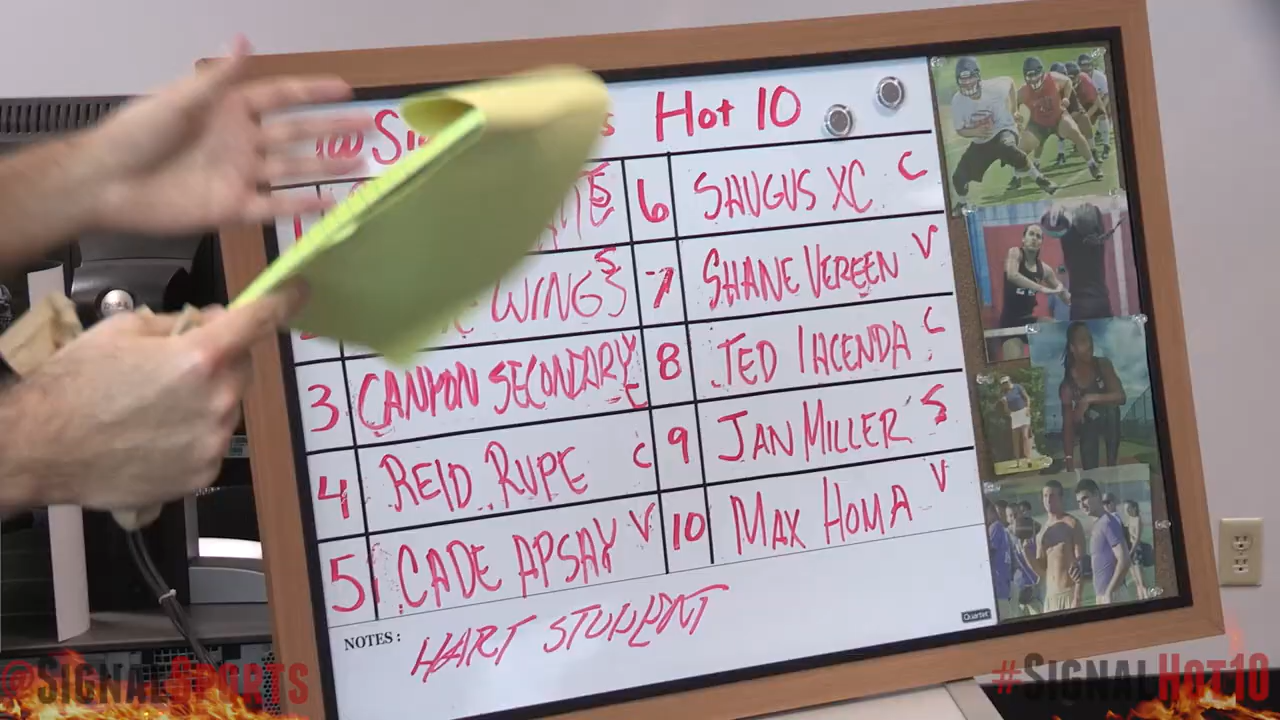 Hot 10
WINGS
3 CANYON SECONDARY C
4 REID RUPE C
5 CADE APSAY V
6 SAUGUS XC C
7 SHANE VEREEN V
8 TED IACENDA C
9 JAN MILLER S
10 MAX HOMA V
NOTES:
HART STUDENT
Quartet
@SIGNALSPORTS
#SIGNALHOT10